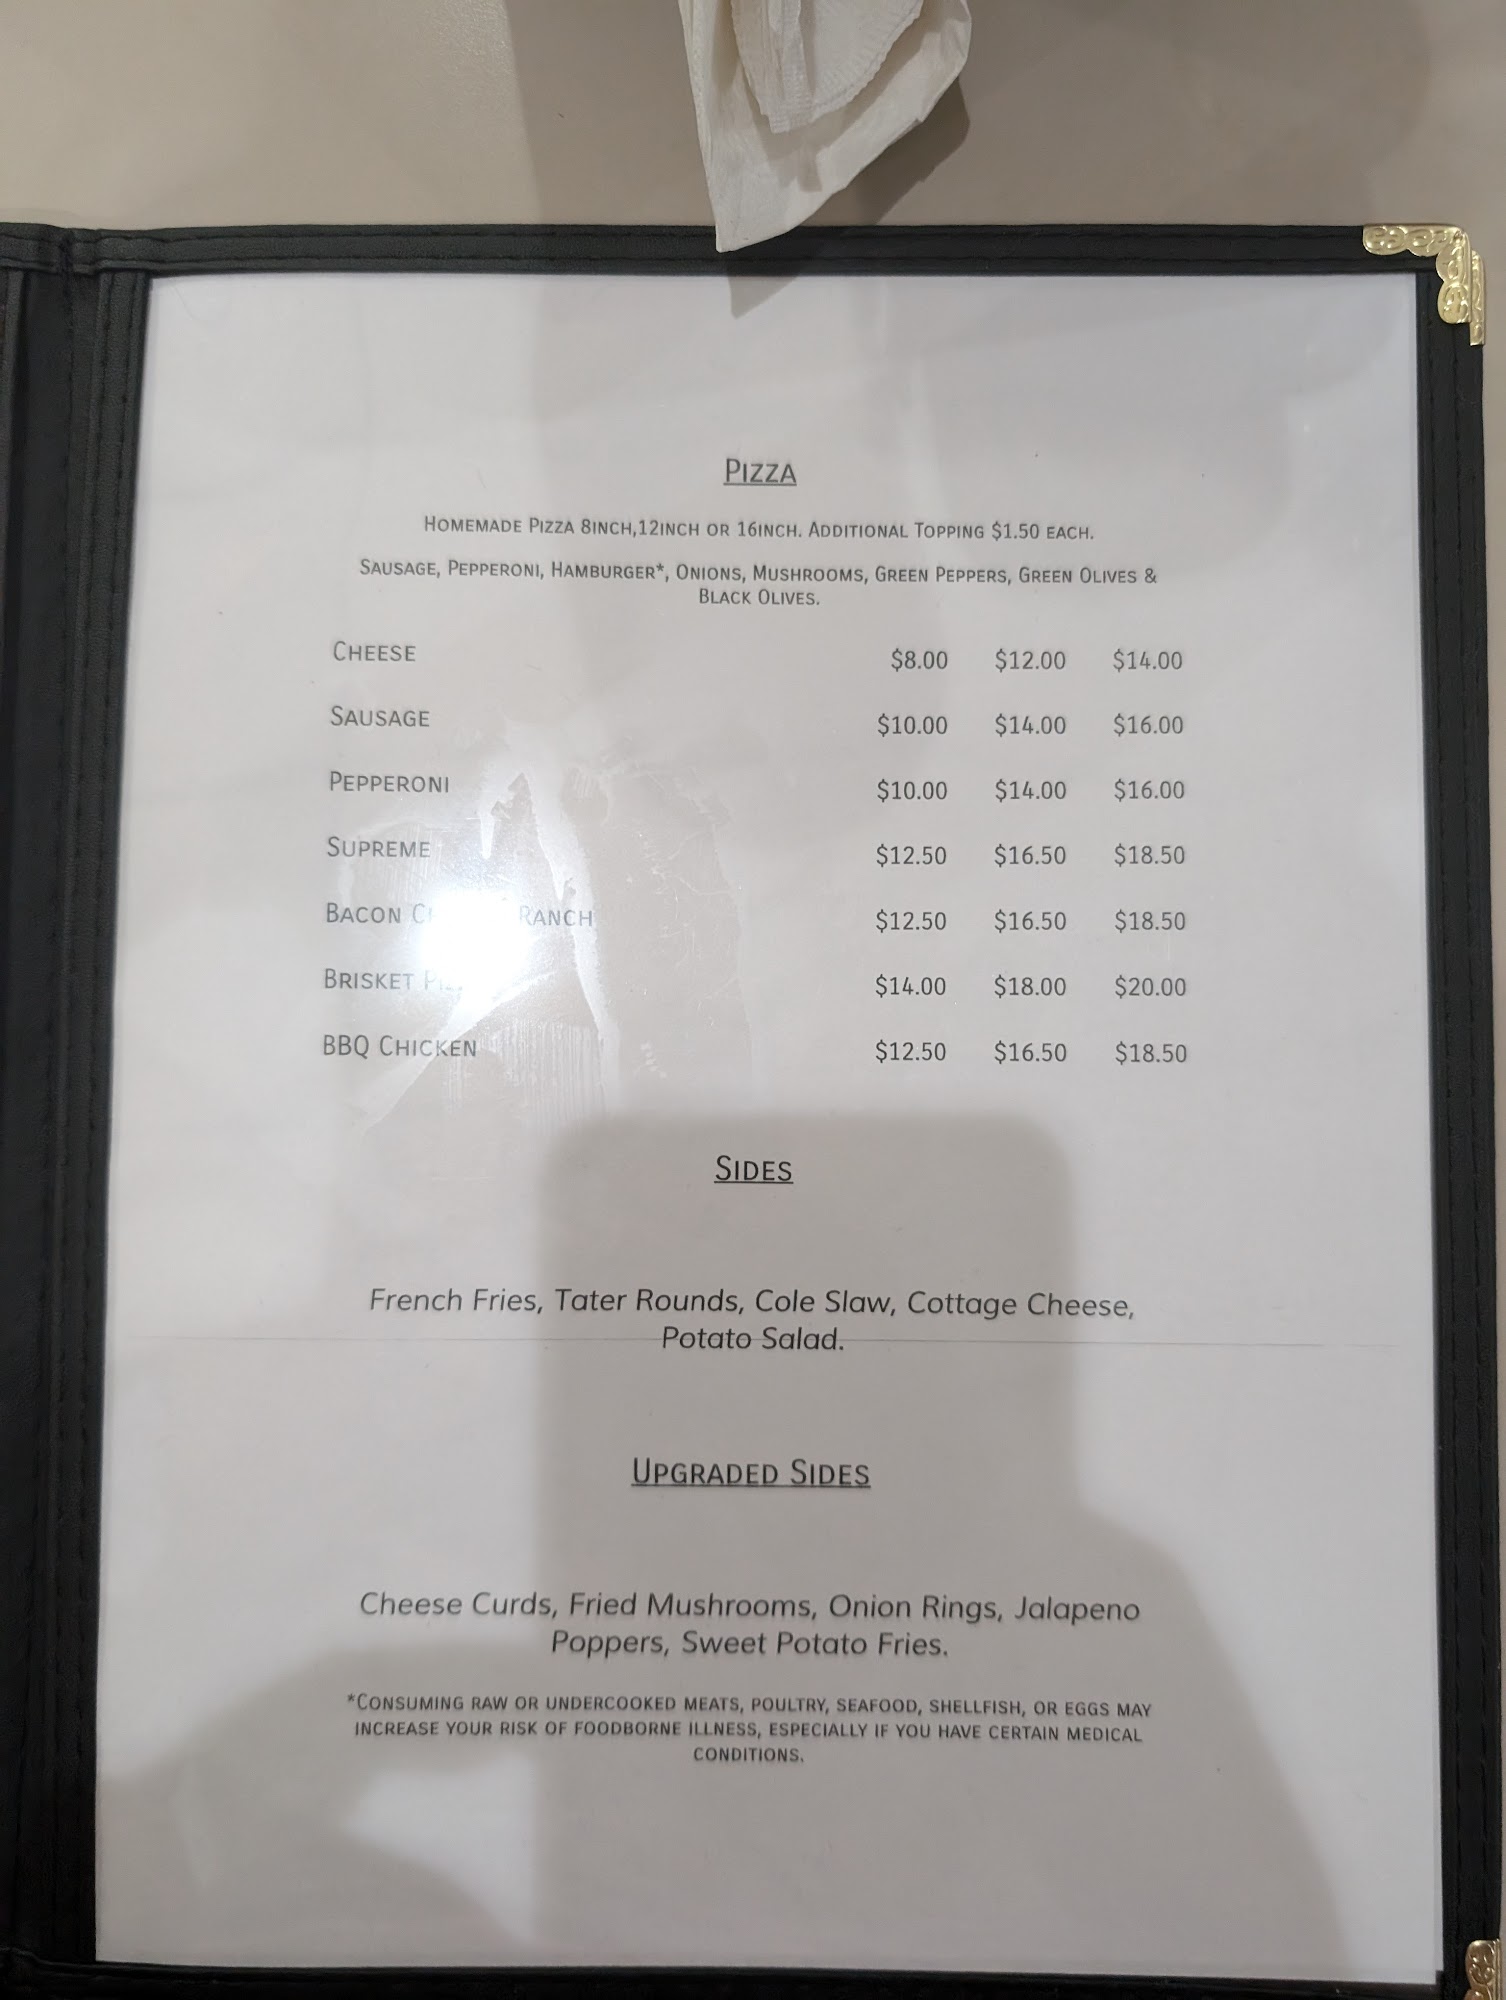 Pizza
Homemade Pizza 8inch,12inch or 16inch. Additional Topping $1.50 each.
Sausage, Pepperoni, Hamburger*, Onions, Mushrooms, Green Peppers, Green Olives &
Black Olives.
Cheese $8.00 $12.00 $14.00
Sausage $10.00 $14.00 $16.00
Pepperoni $10.00 $14.00 $16.00
Supreme $12.50 $16.50 $18.50
Bacon Ranch $12.50 $16.50 $18.50
Brisket $14.00 $18.00 $20.00
BBQ Chicken $12.50 $16.50 $18.50
Sides
French Fries, Tater Rounds, Cole Slaw, Cottage Cheese,
Potato Salad.
Upgraded Sides
Cheese Curds, Fried Mushrooms, Onion Rings, Jalapeno
Poppers, Sweet Potato Fries.
*Consuming raw or undercooked meats, poultry, seafood, shellfish, or eggs may
increase your risk of foodborne illness, especially if you have certain medical
conditions.